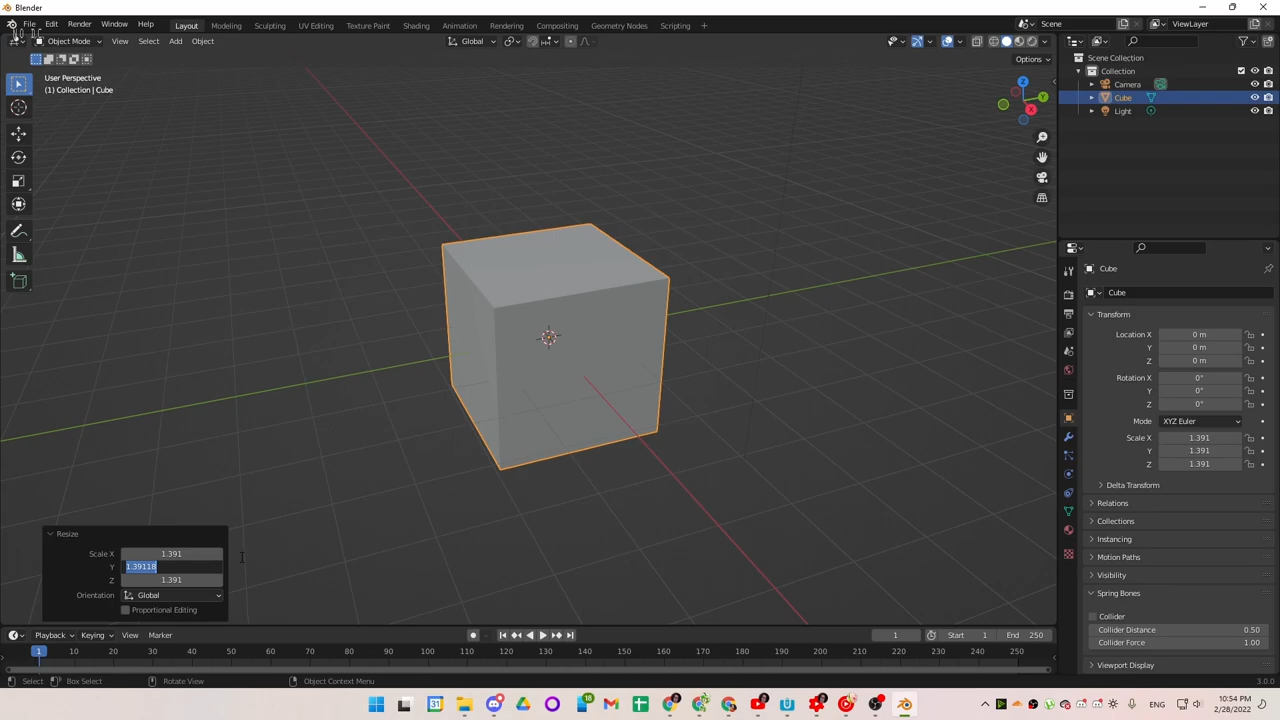 Blender
File Edit Render Window Help Layout Modeling Sculpting UV Editing Texture Paint Shading Animation Rendering Compositing Geometry Nodes Scripting + Scene ViewLayer
Object Mode View Select Add Object Global
Options
User Perspective
(1) Collection | Cube
Z
Y
X
Scene Collection
Collection
Camera
Cube
Light
Cube
Cube
Transform
Location X 0 m
Y 0 m
Z 0 m
Rotation X 0°
Y 0°
Z 0°
Mode XYZ Euler
Scale X 1.391
Y 1.391
Z 1.391
Delta Transform
Relations
Collections
Instancing
Motion Paths
Visibility
Spring Bones
Collider
Collider Distance 0.50
Collider Force 1.00
Viewport Display
Resize
Scale X 1.391
Y 1.39118
Z 1.391
Orientation Global
Proportional Editing
Playback Keying View Marker 1 Start 1 End 250
1 10 20 30 40 50 60 70 80 90 100 110 120 130 140 150 160 170 180 190 200 210 220 230 240 250
Select Box Select Rotate View Object Context Menu 3.0.0
18 ENG 10:54 PM
2/28/2022